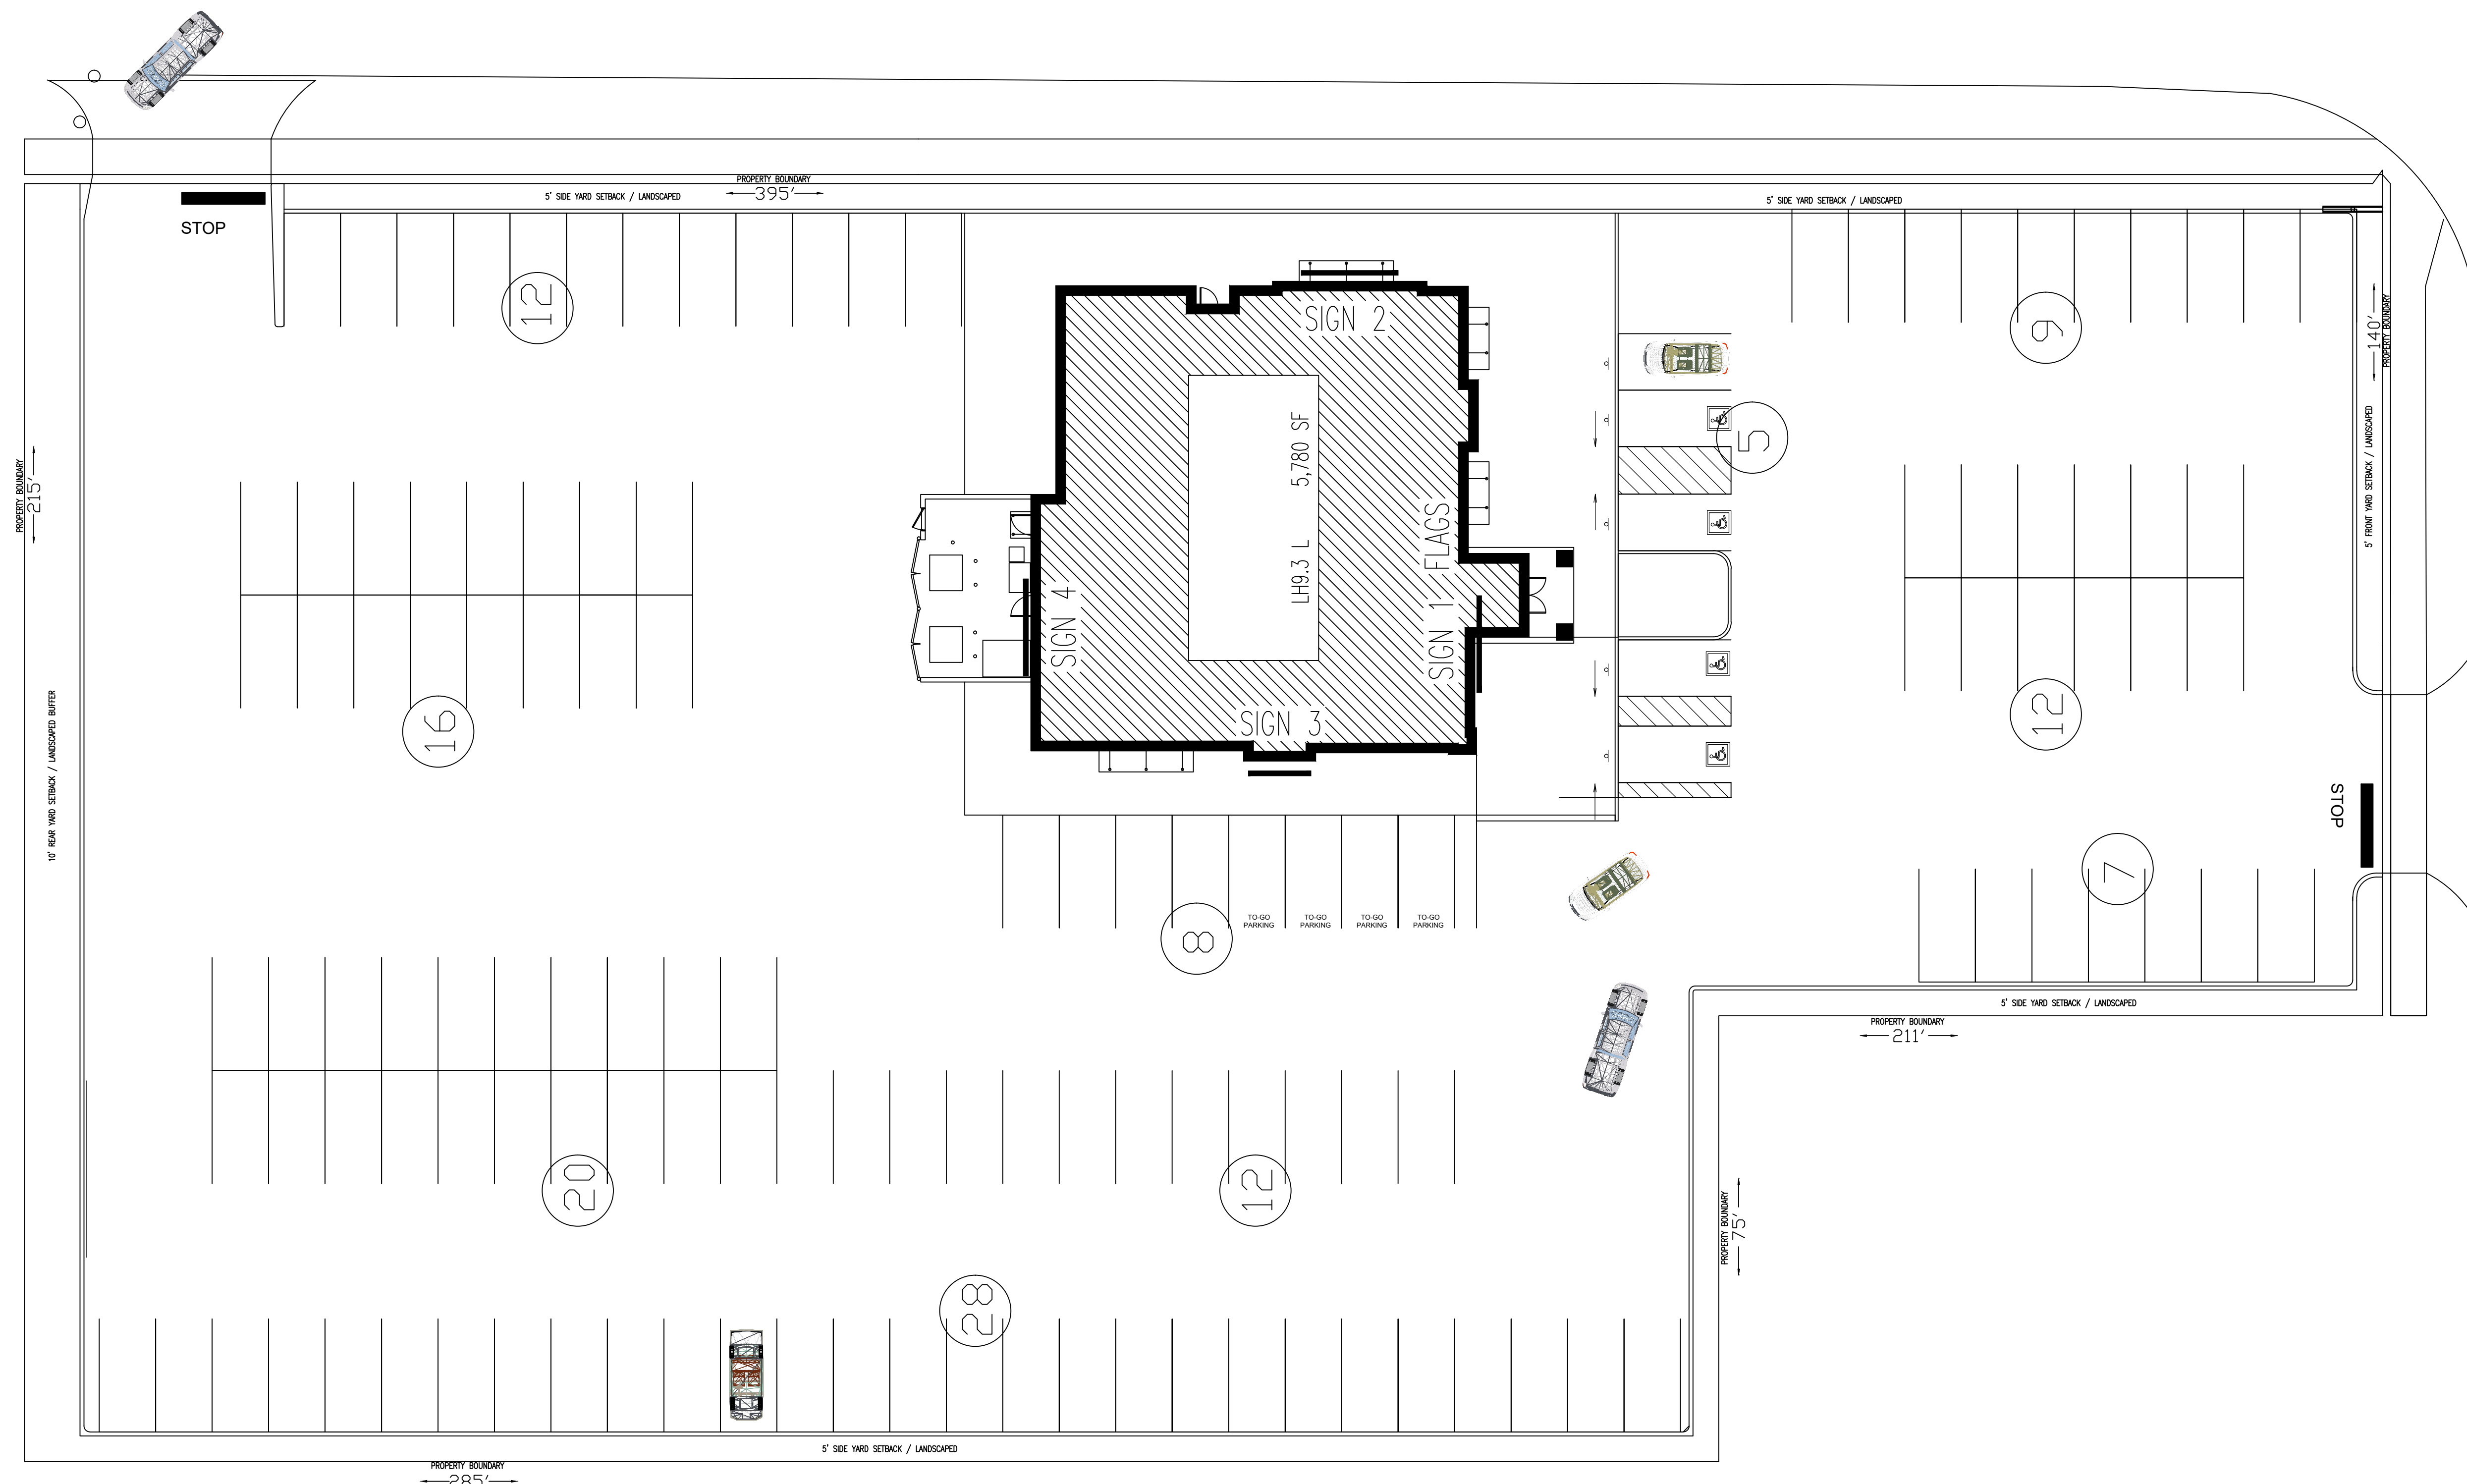 PROPERTY BOUNDARY
395'
5' SIDE YARD SETBACK / LANDSCAPED
5' SIDE YARD SETBACK / LANDSCAPED
STOP
12
SIGN 2
9
140'
PROPERTY BOUNDARY
5,780 SF
LH9.3 L
5
5' FRONT YARD SETBACK / LANDSCAPED
PROPERTY BOUNDARY
215'
FLAGS
SIGN 4
SIGN 1
SIGN 3
16
12
10' REAR YARD SETBACK / LANDSCAPED BUFFER
STOP
7
8
TO-GO
PARKING
TO-GO
PARKING
TO-GO
PARKING
TO-GO
PARKING
5' SIDE YARD SETBACK / LANDSCAPED
PROPERTY BOUNDARY
211'
20
12
PROPERTY BOUNDARY
75'
28
5' SIDE YARD SETBACK / LANDSCAPED
PROPERTY BOUNDARY
285'